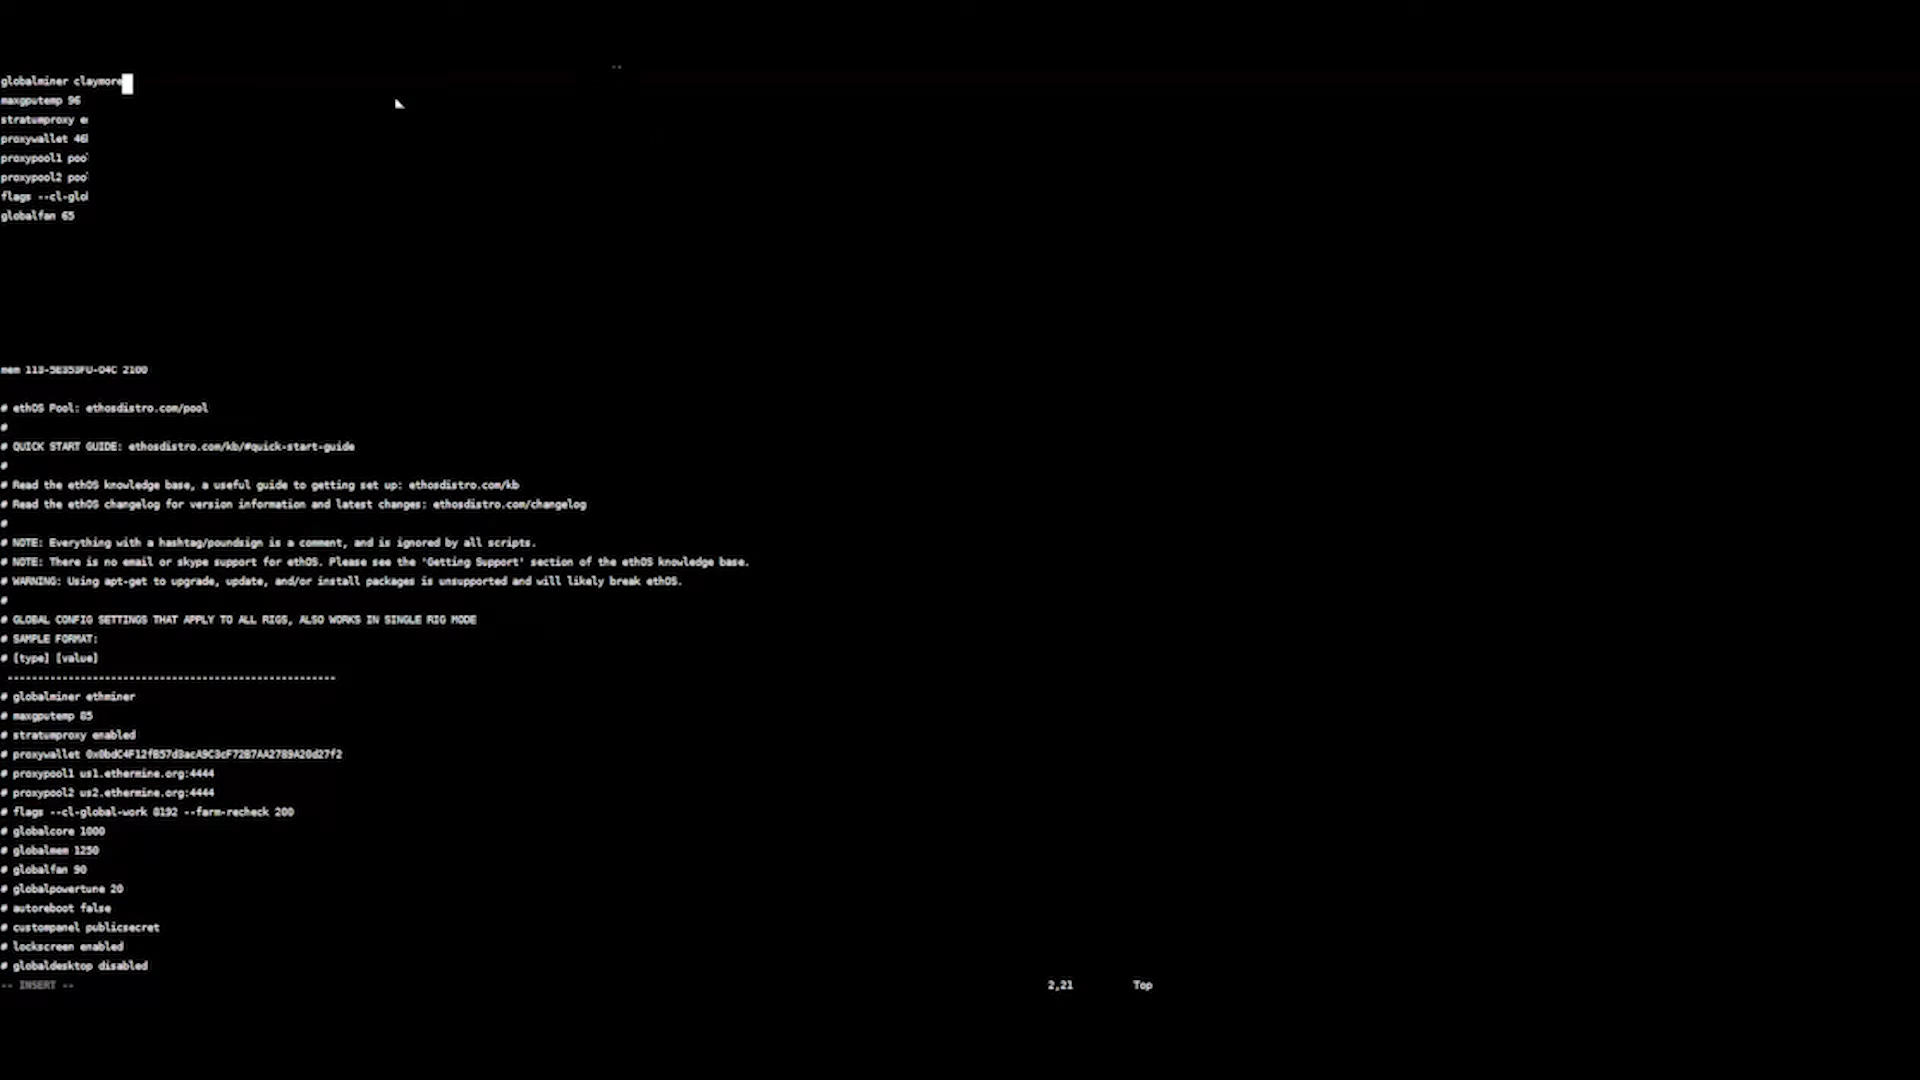 globalminer claymore
maxgputemp 96
stratumproxy e
proxywallet 46
proxypool1 poo
proxypool2 poo
flags --cl-glo
globalfan 65
mem 113-5E353FU-O4C 2100
# ethOS Pool: ethosdistro.com/pool
#
# QUICK START GUIDE: ethosdistro.com/kb/#quick-start-guide
#
# Read the ethOS knowledge base, a useful guide to getting set up: ethosdistro.com/kb
# Read the ethOS changelog for version information and latest changes: ethosdistro.com/changelog
#
# NOTE: Everything with a hashtag/poundsign is a comment, and is ignored by all scripts.
# NOTE: There is no email or skype support for ethOS. Please see the 'Getting Support' section of the ethOS knowledge base.
# WARNING: Using apt-get to upgrade, update, and/or install packages is unsupported and will likely break ethOS.
#
# GLOBAL CONFIG SETTINGS THAT APPLY TO ALL RIGS, ALSO WORKS IN SINGLE RIG MODE
# SAMPLE FORMAT:
# [type] [value]
------------------------------------------------------
# globalminer ethminer
# maxgputemp 85
# stratumproxy enabled
# proxywallet 0x0bdC4F12fB57d3acA9C3cF72B7AA2789A20d27f2
# proxypool1 us1.ethermine.org:4444
# proxypool2 us2.ethermine.org:4444
# flags --cl-global-work 8192 --farm-recheck 200
# globalcore 1000
# globalmem 1250
# globalfan 90
# globalpowertune 20
# autoreboot false
# custompanel publicsecret
# lockscreen enabled
# globaldesktop disabled
-- INSERT -- 2,21 Top